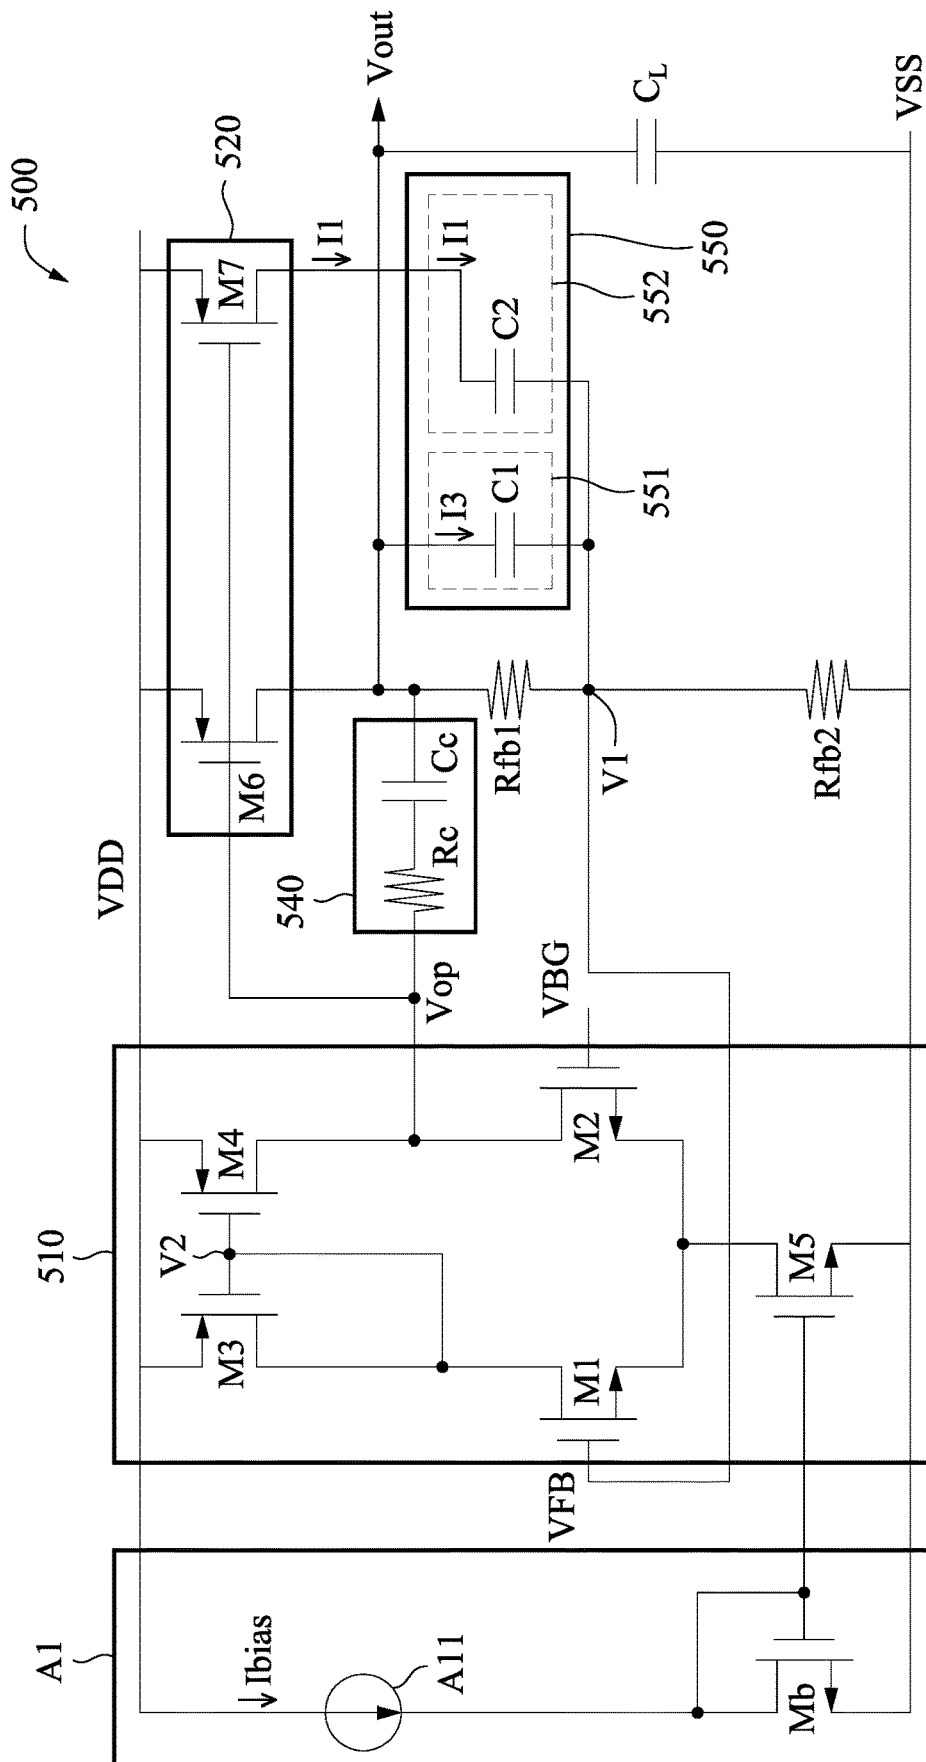 500
A1
510
520
VDD
Ibias
A11
Mb
M3
V2
M4
M6
M7
I1
Vout
Vop
540
Rc
Cc
I3
I1
C1
C2
551
552
550
CL
VFB
M1
M2
VBG
Rfb1
V1
M5
Rfb2
VSS